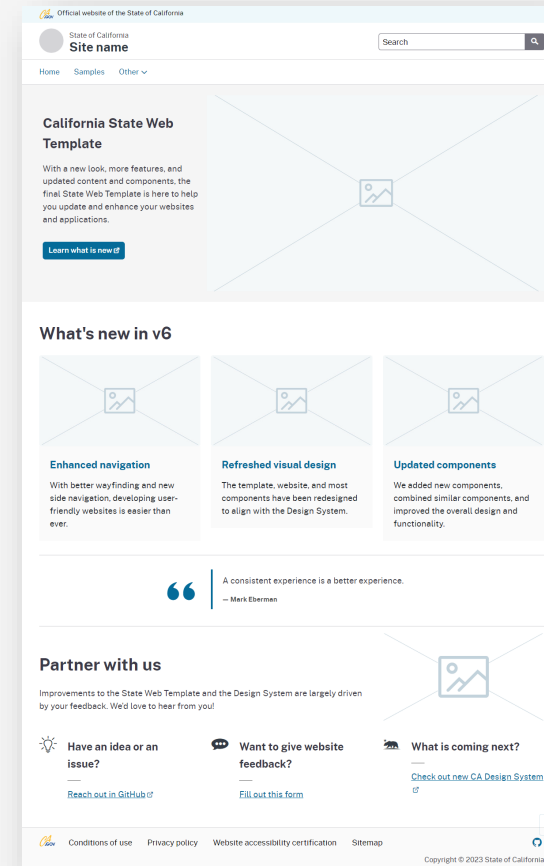 CA.GOV Official website of the State of California
State of California
Site name
Search
Home Samples Other
California State Web
Template
With a new look, more features, and
updated content and components, the
final State Web Template is here to help
you update and enhance your websites
and applications.
Learn what is new
What's new in v6
Enhanced navigation
With better wayfinding and new
side navigation, developing user-
friendly websites is easier than
ever.
Refreshed visual design
The template, website, and most
components have been redesigned
to align with the Design System.
Updated components
We added new components,
combined similar components, and
improved the overall design and
functionality.
A consistent experience is a better experience.
— Mark Eberman
Partner with us
Improvements to the State Web Template and the Design System are largely driven
by your feedback. We'd love to hear from you!
Have an idea or an
issue?
Reach out in GitHub
Want to give website
feedback?
Fill out this form
What is coming next?
Check out new CA Design System
CA.GOV Conditions of use Privacy policy Website accessibility certification Sitemap
Copyright © 2023 State of California